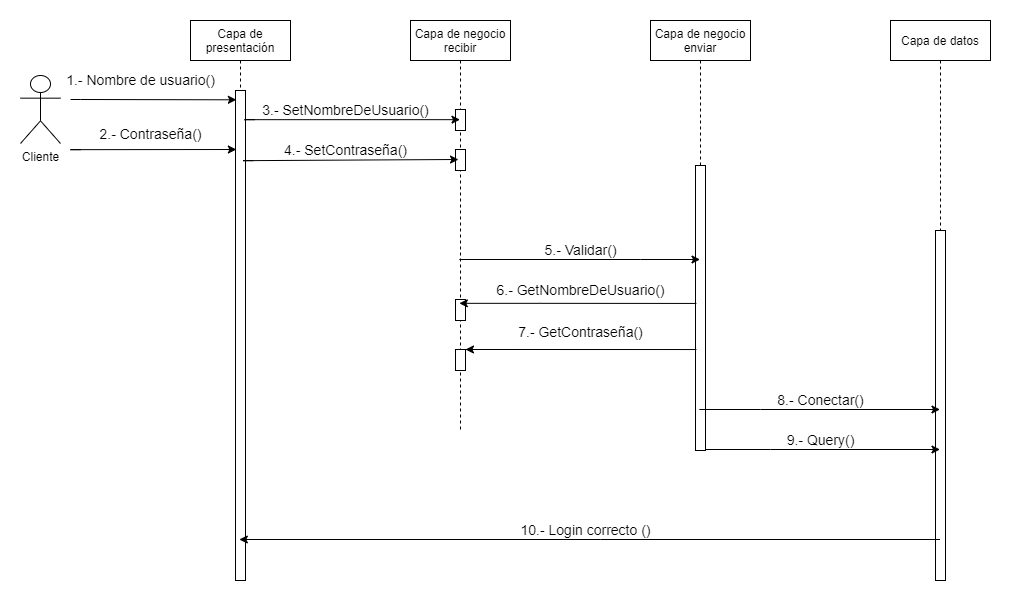 Capa de
presentación
Capa de negocio
recibir
Capa de negocio
enviar
Capa de datos
1.- Nombre de usuario()
3.- SetNombreDeUsuario()
2.- Contraseña()
4.- SetContraseña()
Cliente
5.- Validar()
6.- GetNombreDeUsuario()
7.- GetContraseña()
8.- Conectar()
9.- Query()
10.- Login correcto ()